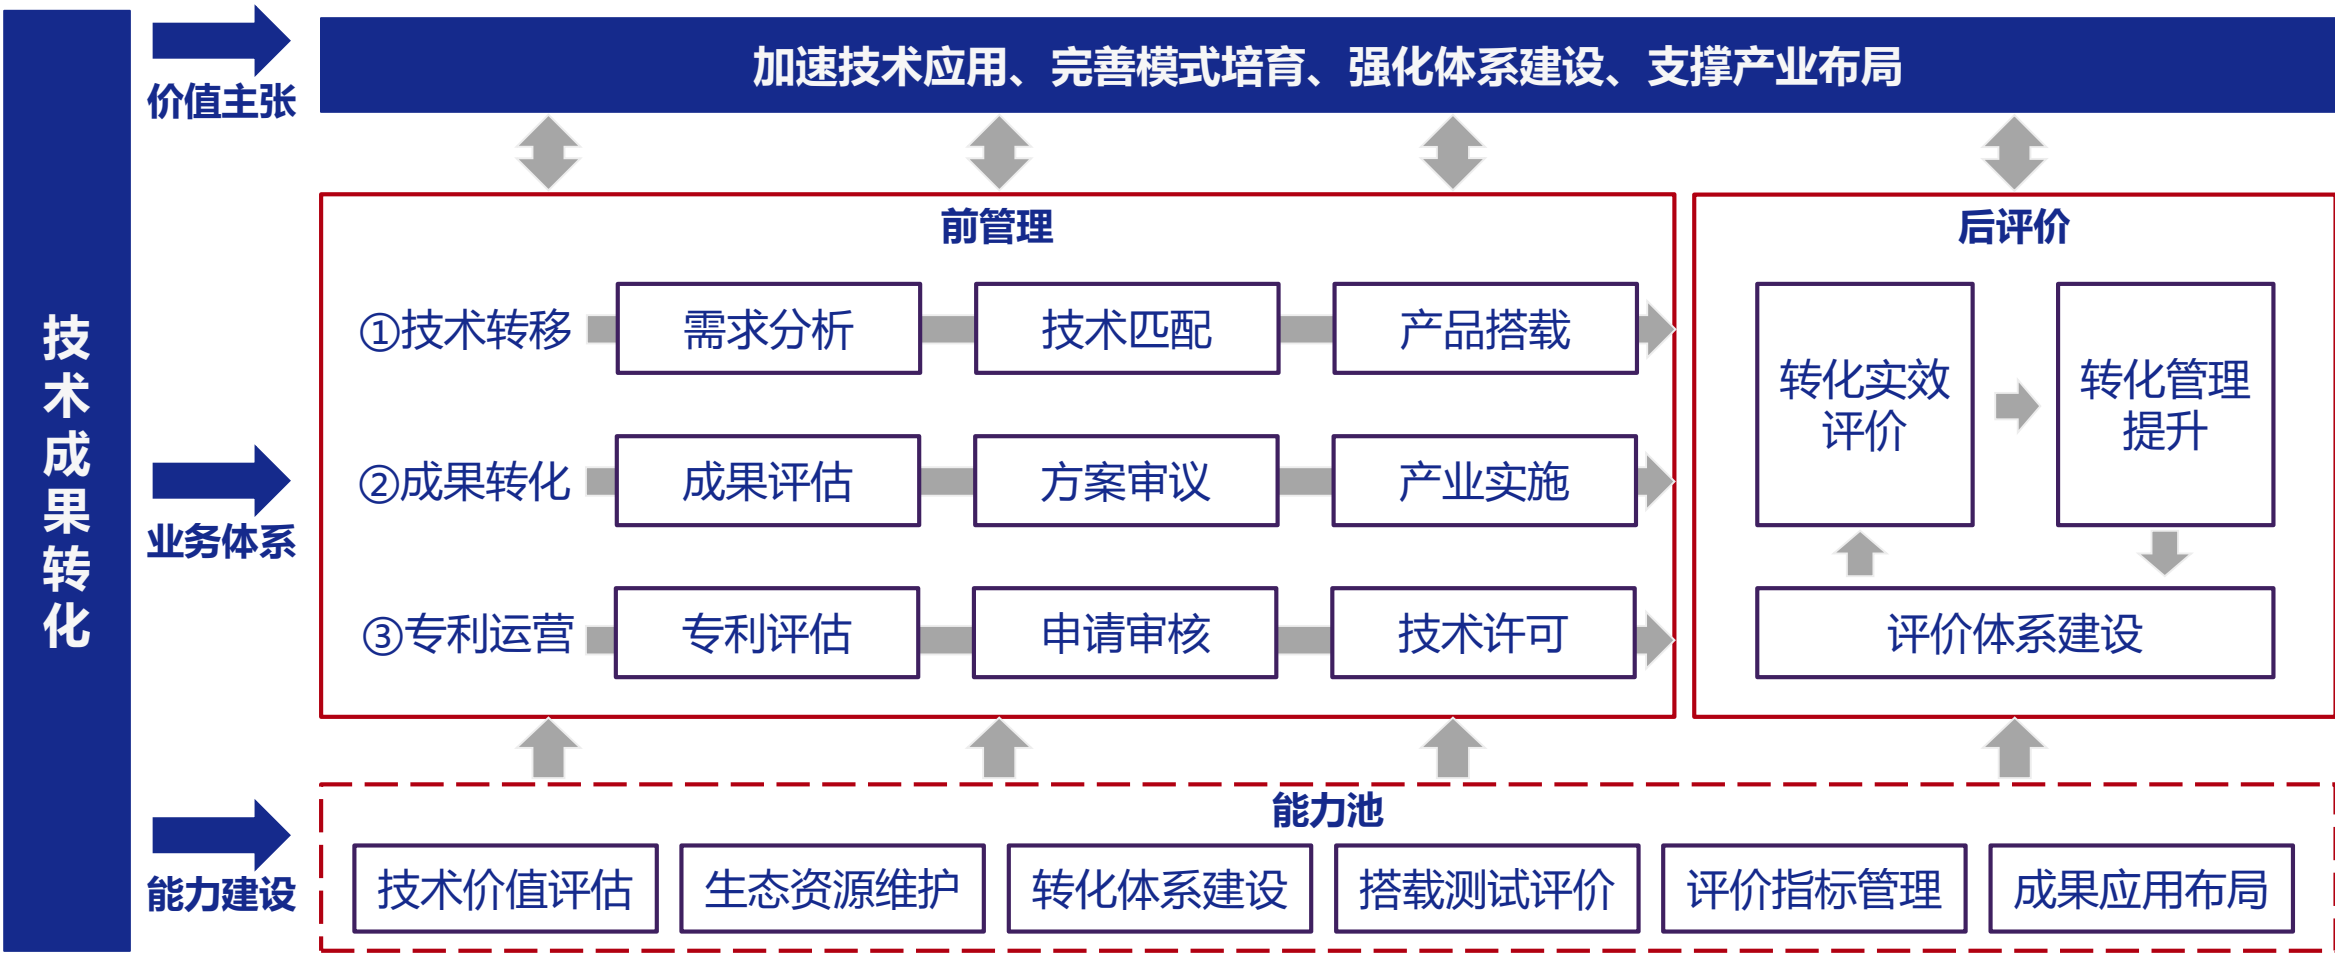 技术成果转化
价值主张
加速技术应用、完善模式培育、强化体系建设、支撑产业布局
业务体系
前管理
①技术转移
需求分析
技术匹配
产品搭载
②成果转化
成果评估
方案审议
产业实施
③专利运营
专利评估
申请审核
技术许可
后评价
转化实效
评价
转化管理
提升
评价体系建设
能力建设
能力池
技术价值评估
生态资源维护
转化体系建设
搭载测试评价
评价指标管理
成果应用布局